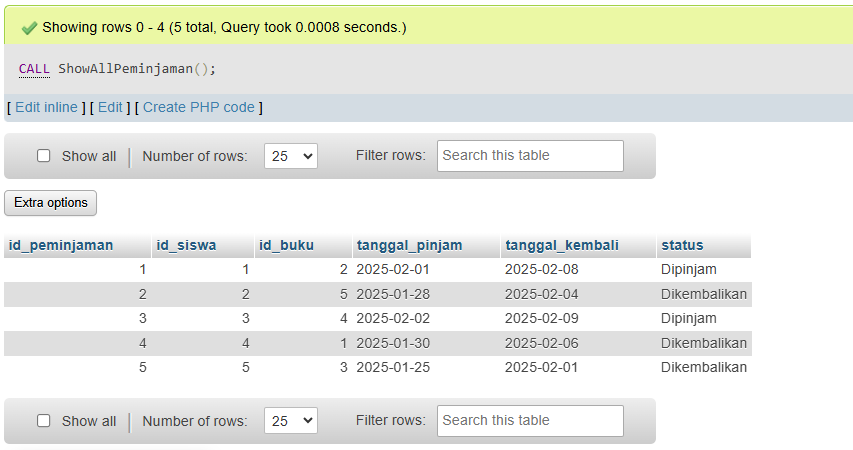 Showing rows 0 - 4 (5 total, Query took 0.0008 seconds.)
CALL ShowAllPeminjaman();
[ Edit inline ] [ Edit ] [ Create PHP code ]
Show all | Number of rows: 25 Filter rows: Search this table
Extra options
id_peminjaman id_siswa id_buku tanggal_pinjam tanggal_kembali status
1 1 2 2025-02-01 2025-02-08 Dipinjam
2 2 5 2025-01-28 2025-02-04 Dikembalikan
3 3 4 2025-02-02 2025-02-09 Dipinjam
4 4 1 2025-01-30 2025-02-06 Dikembalikan
5 5 3 2025-01-25 2025-02-01 Dikembalikan
Show all | Number of rows: 25 Filter rows: Search this table